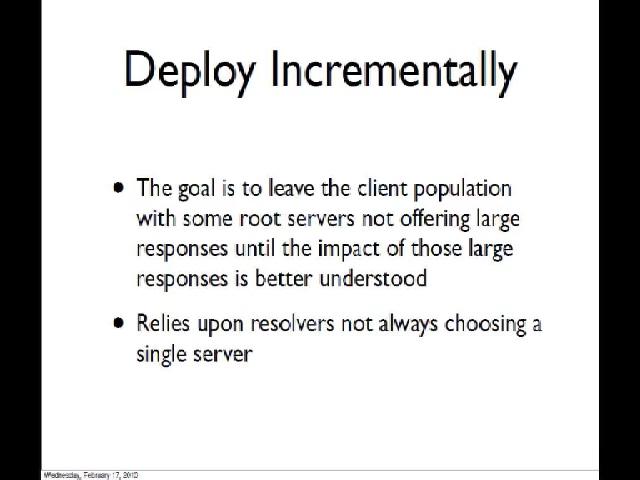 Deploy Incrementally
• The goal is to leave the client population
with some root servers not offering large
responses until the impact of those large
responses is better understood
• Relies upon resolvers not always choosing a
single server
Wednesday, February 17, 2010